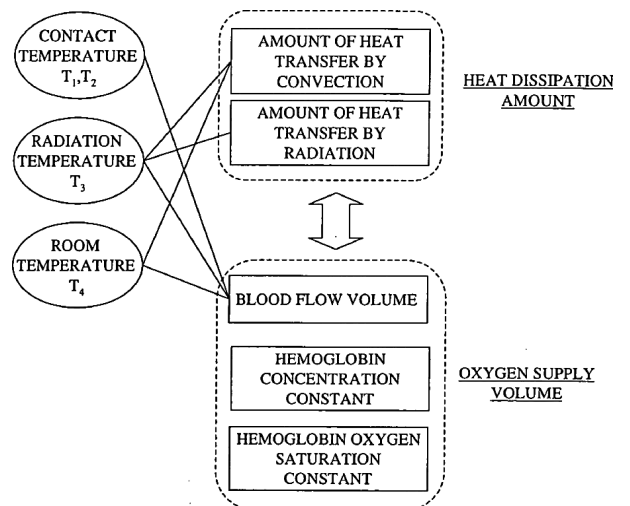 CONTACT
TEMPERATURE
T1,T2
RADIATION
TEMPERATURE
T3
ROOM
TEMPERATURE
T4
AMOUNT OF HEAT
TRANSFER BY
CONVECTION
AMOUNT OF HEAT
TRANSFER BY
RADIATION
HEAT DISSIPATION
AMOUNT
BLOOD FLOW VOLUME
HEMOGLOBIN
CONCENTRATION
CONSTANT
HEMOGLOBIN OXYGEN
SATURATION
CONSTANT
OXYGEN SUPPLY
VOLUME